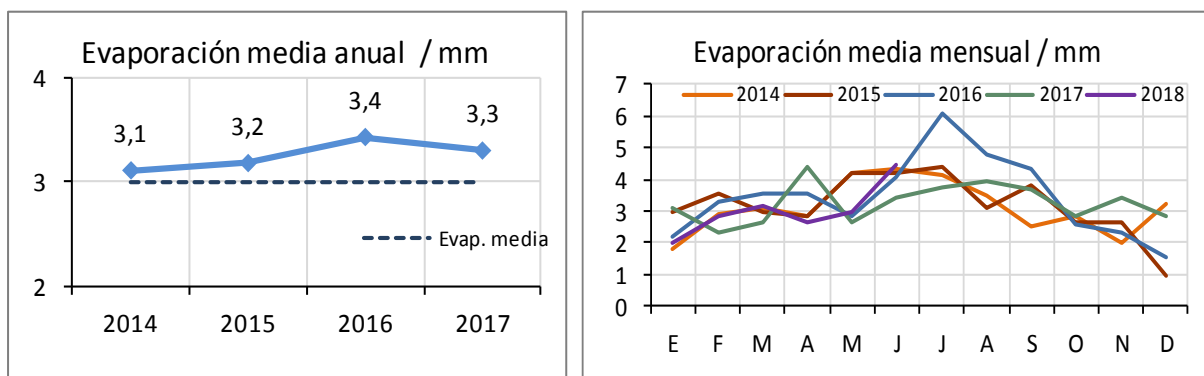 Evaporación media anual / mm
4
3
2
3,1
3,2
3,4
3,3
Evap. media
2014 2015 2016 2017
Evaporación media mensual / mm
7
6
5
4
3
2
1
0
2014 2015 2016 2017 2018
E F M A M J J A S O N D